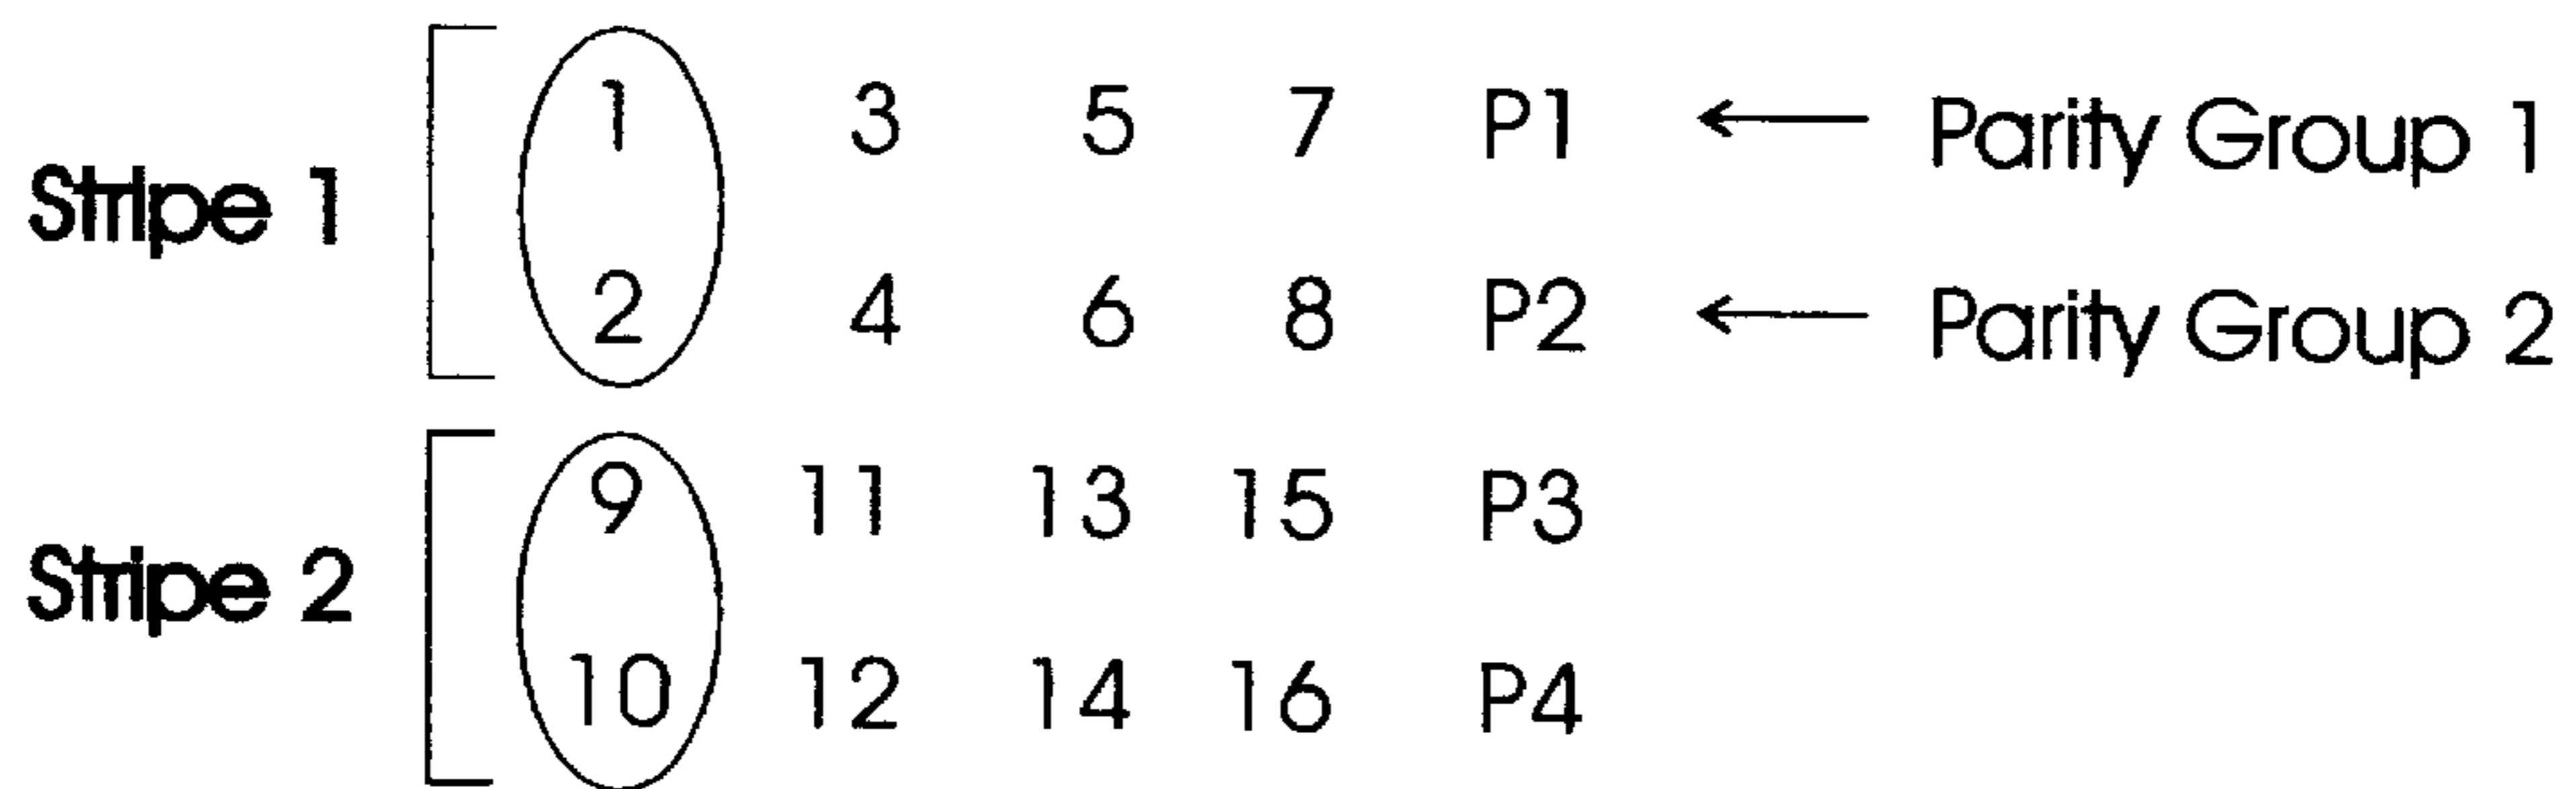 1 3 5 7 P1 ← Parity Group 1
Stripe 1
2 4 6 8 P2 ← Parity Group 2
9 11 13 15 P3
Stripe 2
10 12 14 16 P4